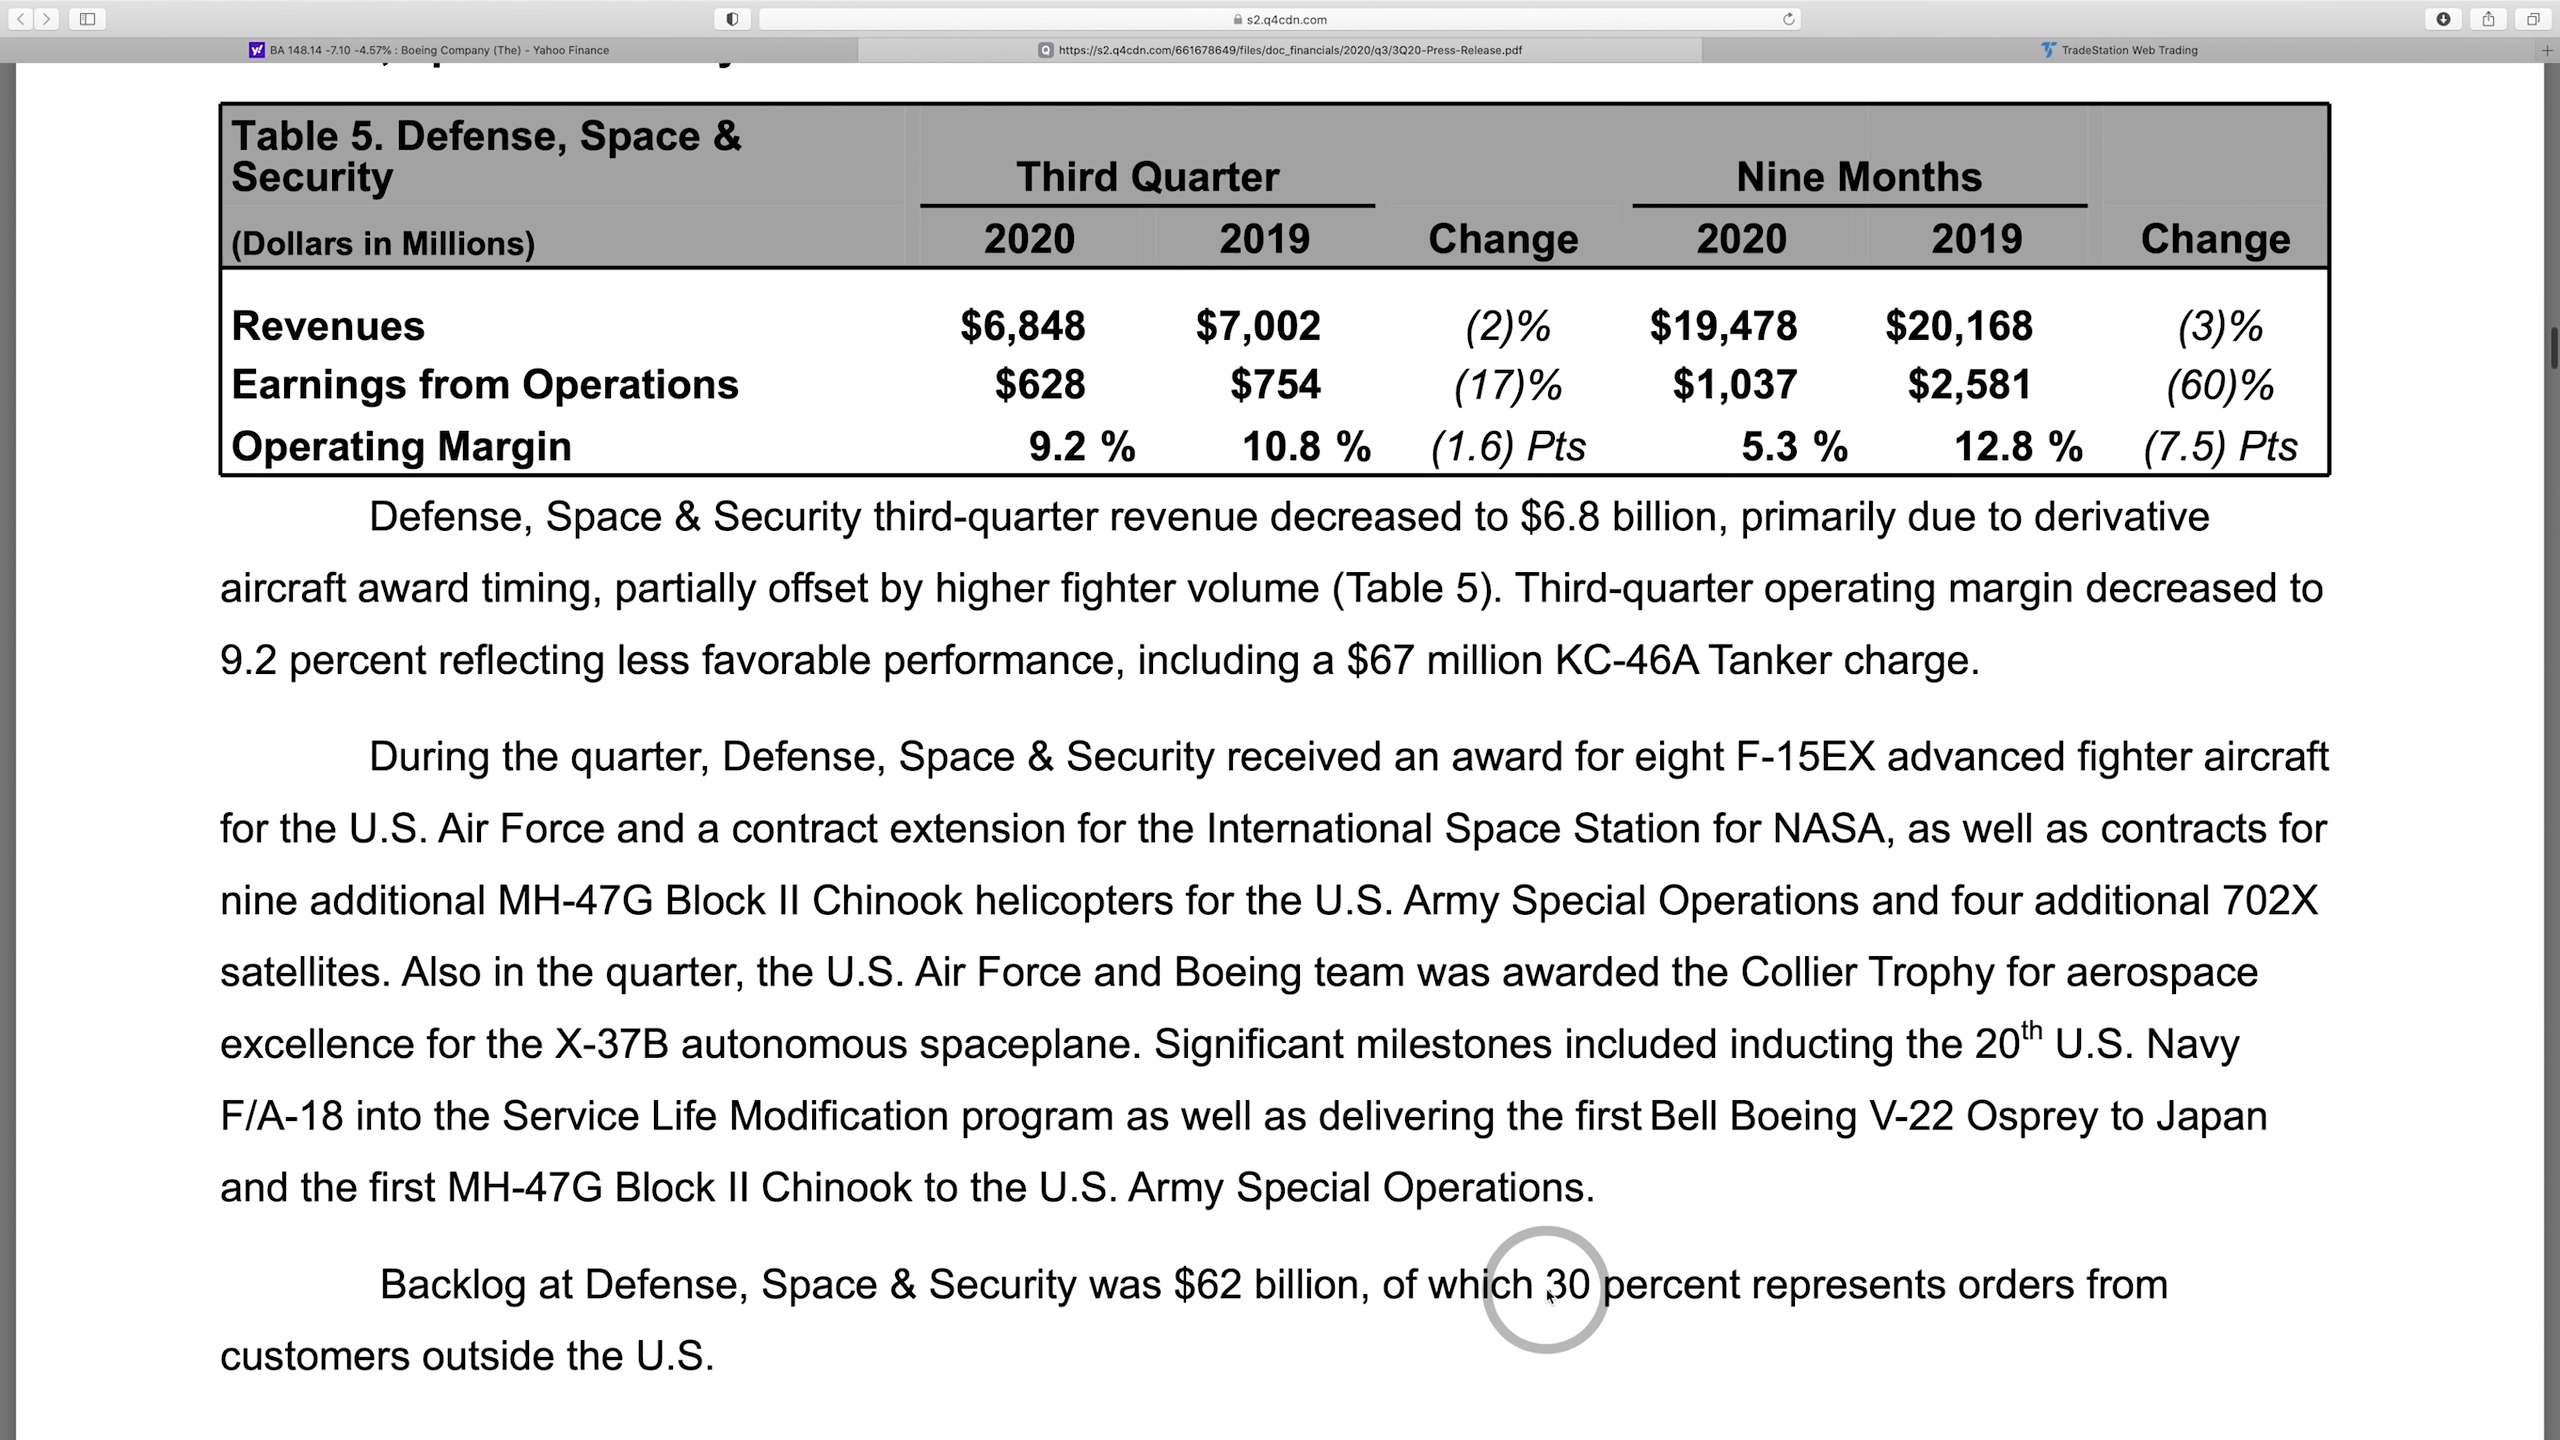 s2.q4cdn.com
BA 148.14 -7.10 -4.57% : Boeing Company (The) - Yahoo Finance
https://s2.q4cdn.com/661678649/files/doc_financials/2020/q3/3Q20-Press-Release.pdf
TradeStation Web Trading
Table 5. Defense, Space &
Security
Third Quarter Nine Months
(Dollars in Millions) 2020 2019 Change 2020 2019 Change
Revenues $6,848 $7,002 (2)% $19,478 $20,168 (3)%
Earnings from Operations $628 $754 (17)% $1,037 $2,581 (60)%
Operating Margin 9.2 % 10.8 % (1.6) Pts 5.3 % 12.8 % (7.5) Pts
Defense, Space & Security third-quarter revenue decreased to $6.8 billion, primarily due to derivative
aircraft award timing, partially offset by higher fighter volume (Table 5). Third-quarter operating margin decreased to
9.2 percent reflecting less favorable performance, including a $67 million KC-46A Tanker charge.
During the quarter, Defense, Space & Security received an award for eight F-15EX advanced fighter aircraft
for the U.S. Air Force and a contract extension for the International Space Station for NASA, as well as contracts for
nine additional MH-47G Block II Chinook helicopters for the U.S. Army Special Operations and four additional 702X
satellites. Also in the quarter, the U.S. Air Force and Boeing team was awarded the Collier Trophy for aerospace
excellence for the X-37B autonomous spaceplane. Significant milestones included inducting the 20th U.S. Navy
F/A-18 into the Service Life Modification program as well as delivering the first Bell Boeing V-22 Osprey to Japan
and the first MH-47G Block II Chinook to the U.S. Army Special Operations.
Backlog at Defense, Space & Security was $62 billion, of which 30 percent represents orders from
customers outside the U.S.